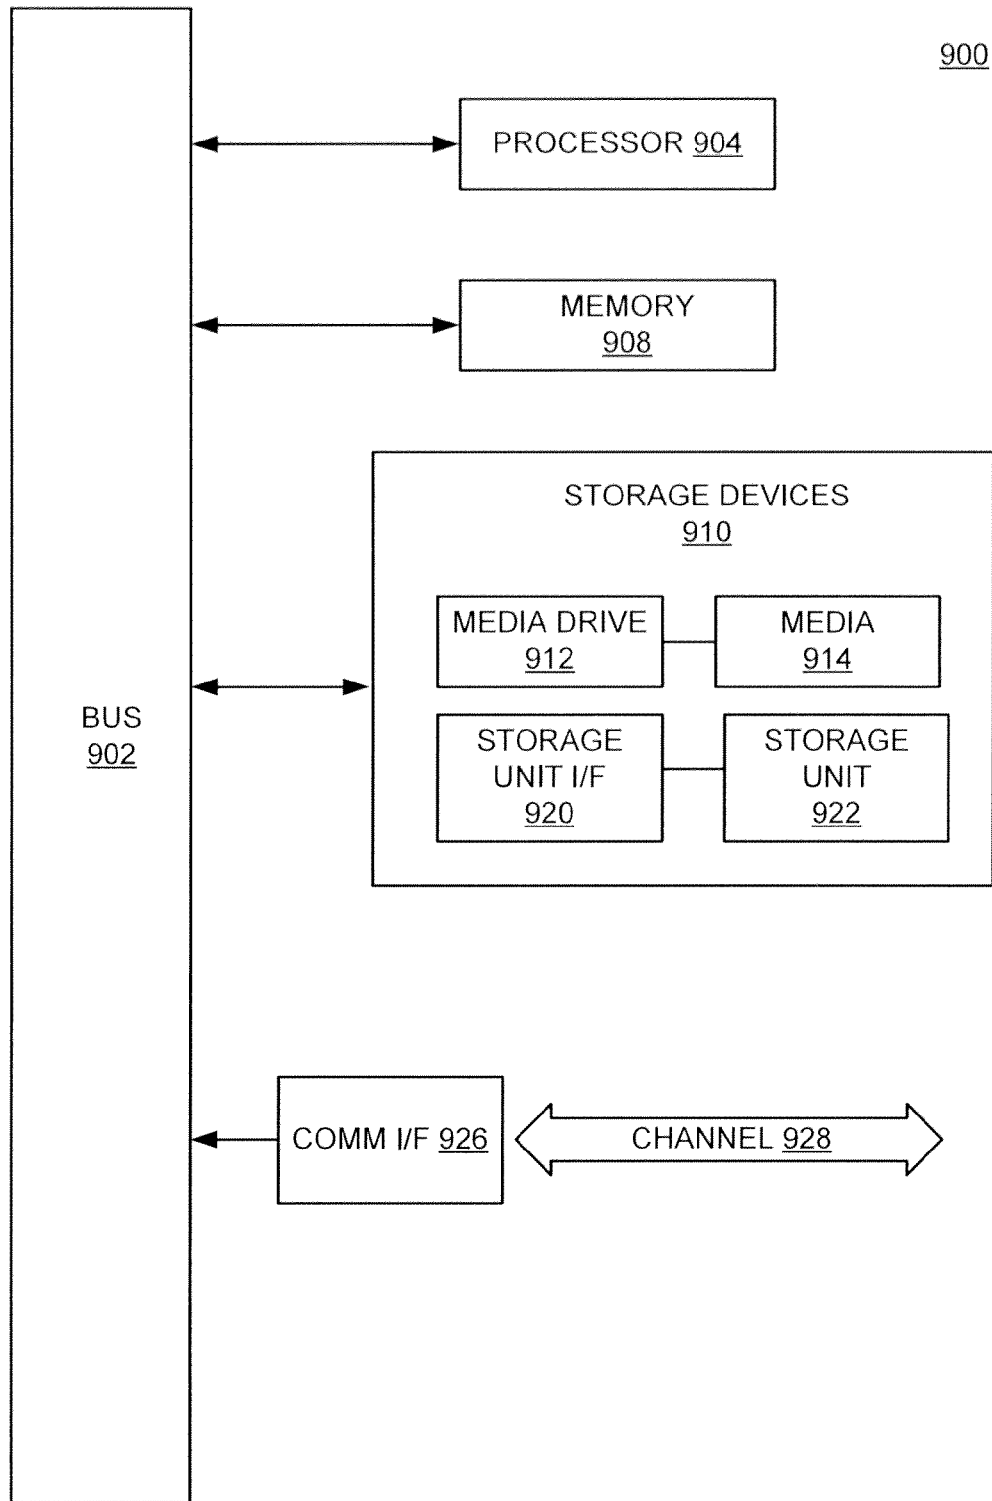 900
PROCESSOR 904
MEMORY
908
STORAGE DEVICES
910
MEDIA DRIVE
912
MEDIA
914
BUS
902
STORAGE
UNIT I/F
920
STORAGE
UNIT
922
COMM I/F 926
CHANNEL 928